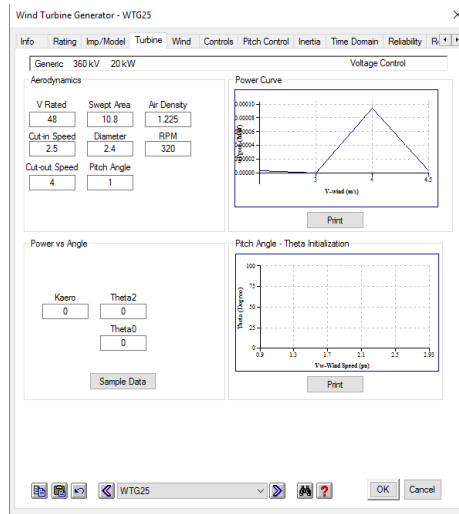 Wind Turbine Generator - WTG25
Info Rating Imp/Model Turbine Wind Controls Pitch Control Inertia Time Domain Reliability
Generic 360 kV 20 kW Voltage Control
Aerodynamics
V Rated Swept Area Air Density
48 10.8 1.225
Cut-in Speed Diameter RPM
2.5 2.4 320
Cut-out Speed Pitch Angle
4 1
Power Curve
0.00010
0.00008
0.00006
0.00004
0.00002
0.00000
3 4 4.5
V-wind (m/s)
Print
Power vs Angle
Kaero Theta2
0 0
Theta0
0
Sample Data
Pitch Angle - Theta Initialization
Theta (Degree)
100
75
50
25
0
0.9 1.3 1.7 2.1 2.5 2.93
Vw-Wind Speed (pu)
Print
WTG25
OK Cancel